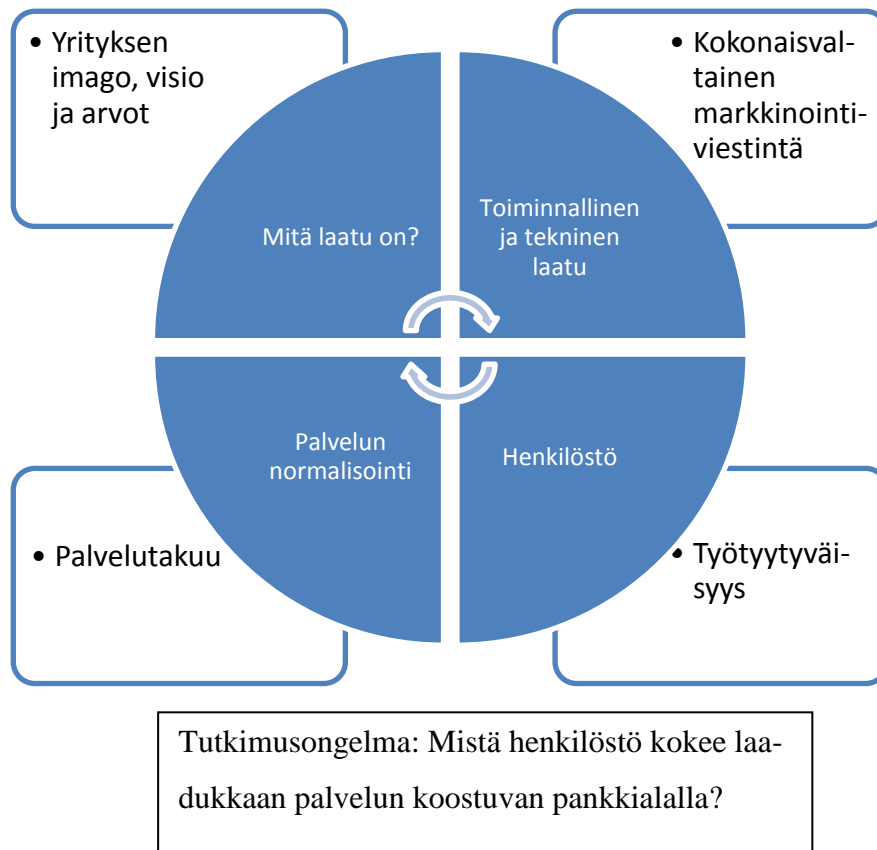 • Yrityksen
imago, visio
ja arvot
• Kokonaisval-
tainen
markkinointi-
viestintä
Mitä laatu on?
Toiminnallinen
ja tekninen
laatu
Palvelun
normalisointi
Henkilöstö
• Palvelutakuu
• Työtyytyväi-
syys
Tutkimusongelma: Mistä henkilöstö kokee laa-
dukkaan palvelun koostuvan pankkialalla?